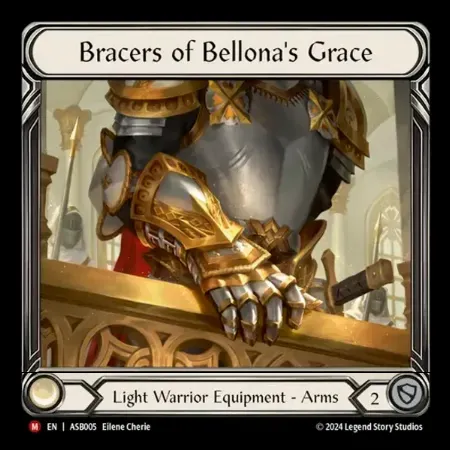 Bracers of Bellona's Grace
Light Warrior Equipment - Arms 2
M EN | ASB005 Eilene Cherie © 2024 Legend Story Studios